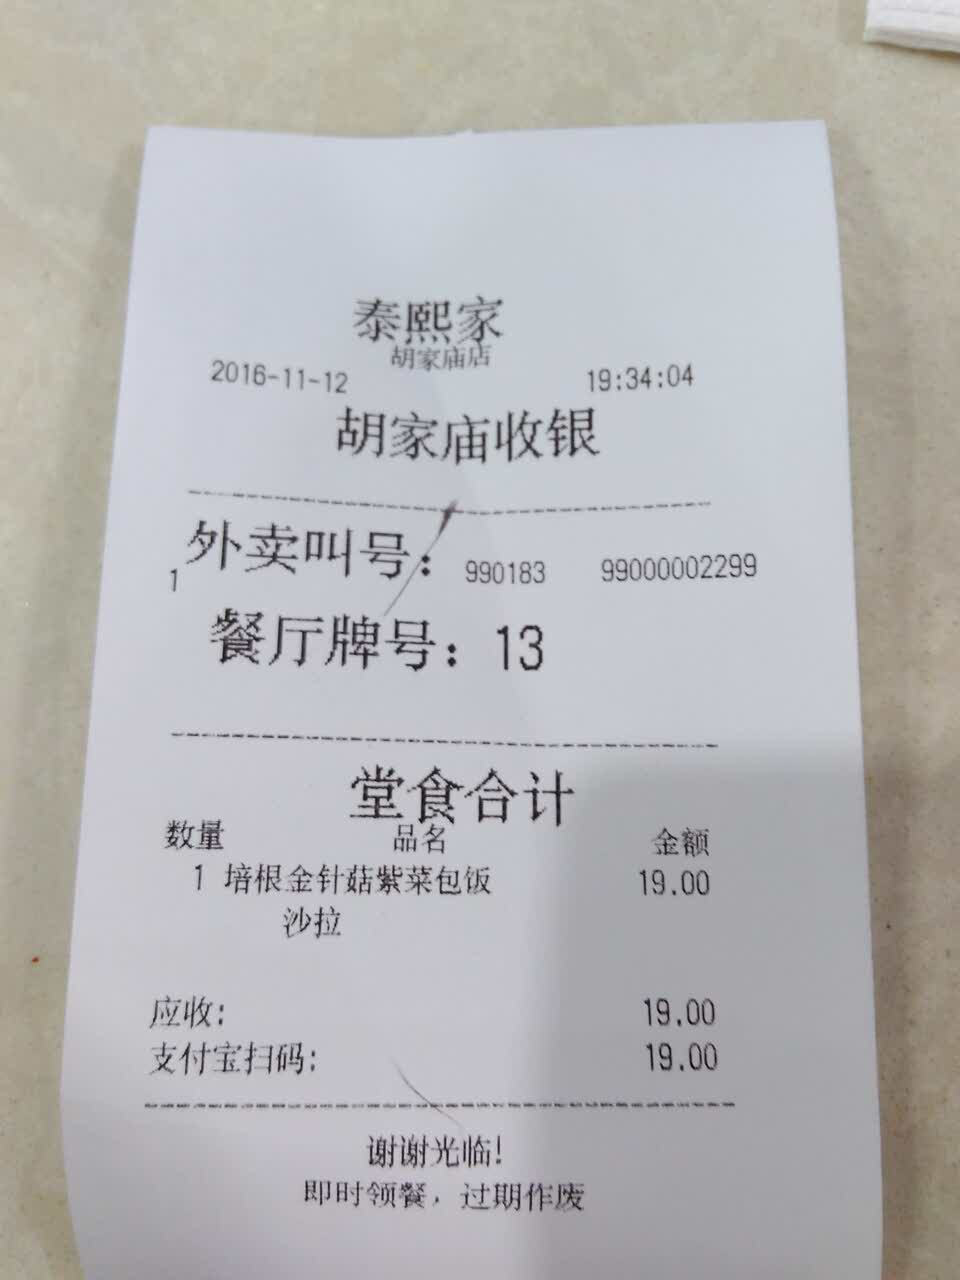 泰熙家
胡家庙店
2016-11-12 19:34:04
胡家庙收银
外卖叫号：990183 99000002299
1
餐厅牌号：13
堂食合计
数量 品名 金额
1 培根金针菇紫菜包饭 19.00
沙拉
应收: 19.00
支付宝扫码: 19.00
谢谢光临!
即时领餐，过期作废